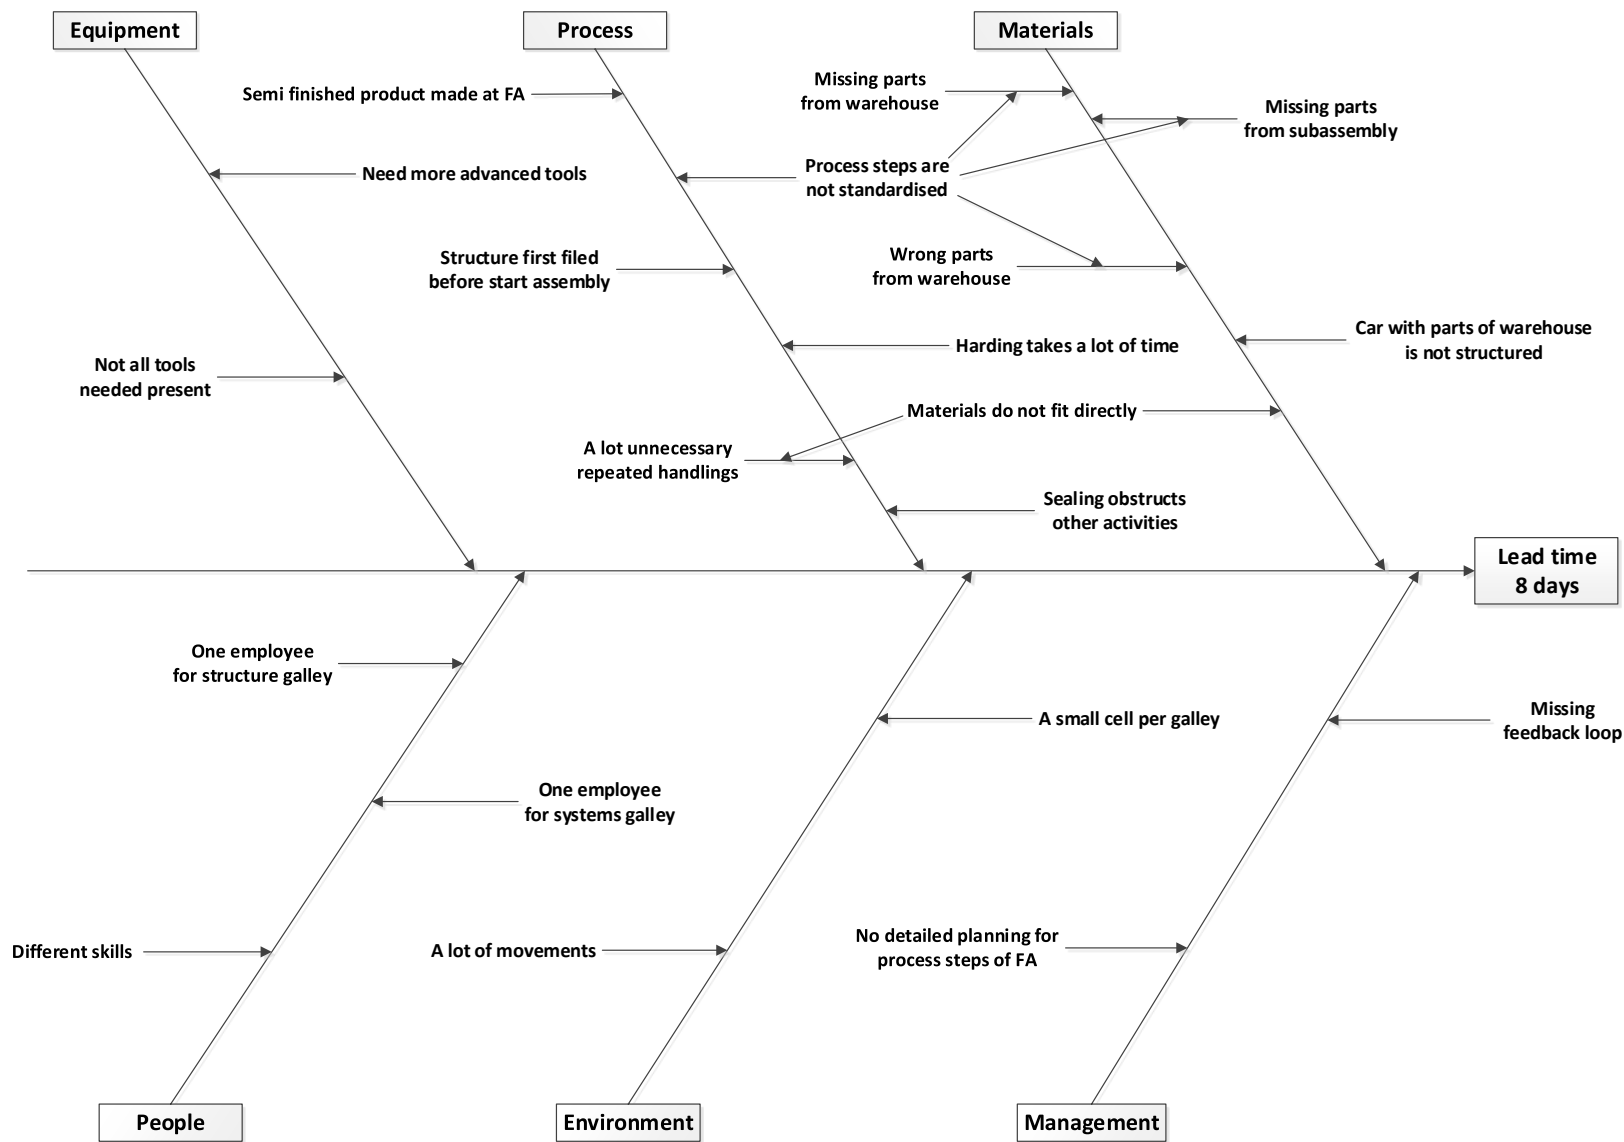 Equipment
Process
Materials
Semi finished product made at FA
Missing parts
from warehouse
Missing parts
from subassembly
Need more advanced tools
Process steps are
not standardised
Structure first filed
before start assembly
Wrong parts
from warehouse
Not all tools
needed present
Harding takes a lot of time
Car with parts of warehouse
is not structured
Materials do not fit directly
A lot unnecessary
repeated handlings
Sealing obstructs
other activities
Lead time
8 days
One employee
for structure galley
A small cell per galley
Missing
feedback loop
One employee
for systems galley
Different skills
A lot of movements
No detailed planning for
process steps of FA
People
Environment
Management